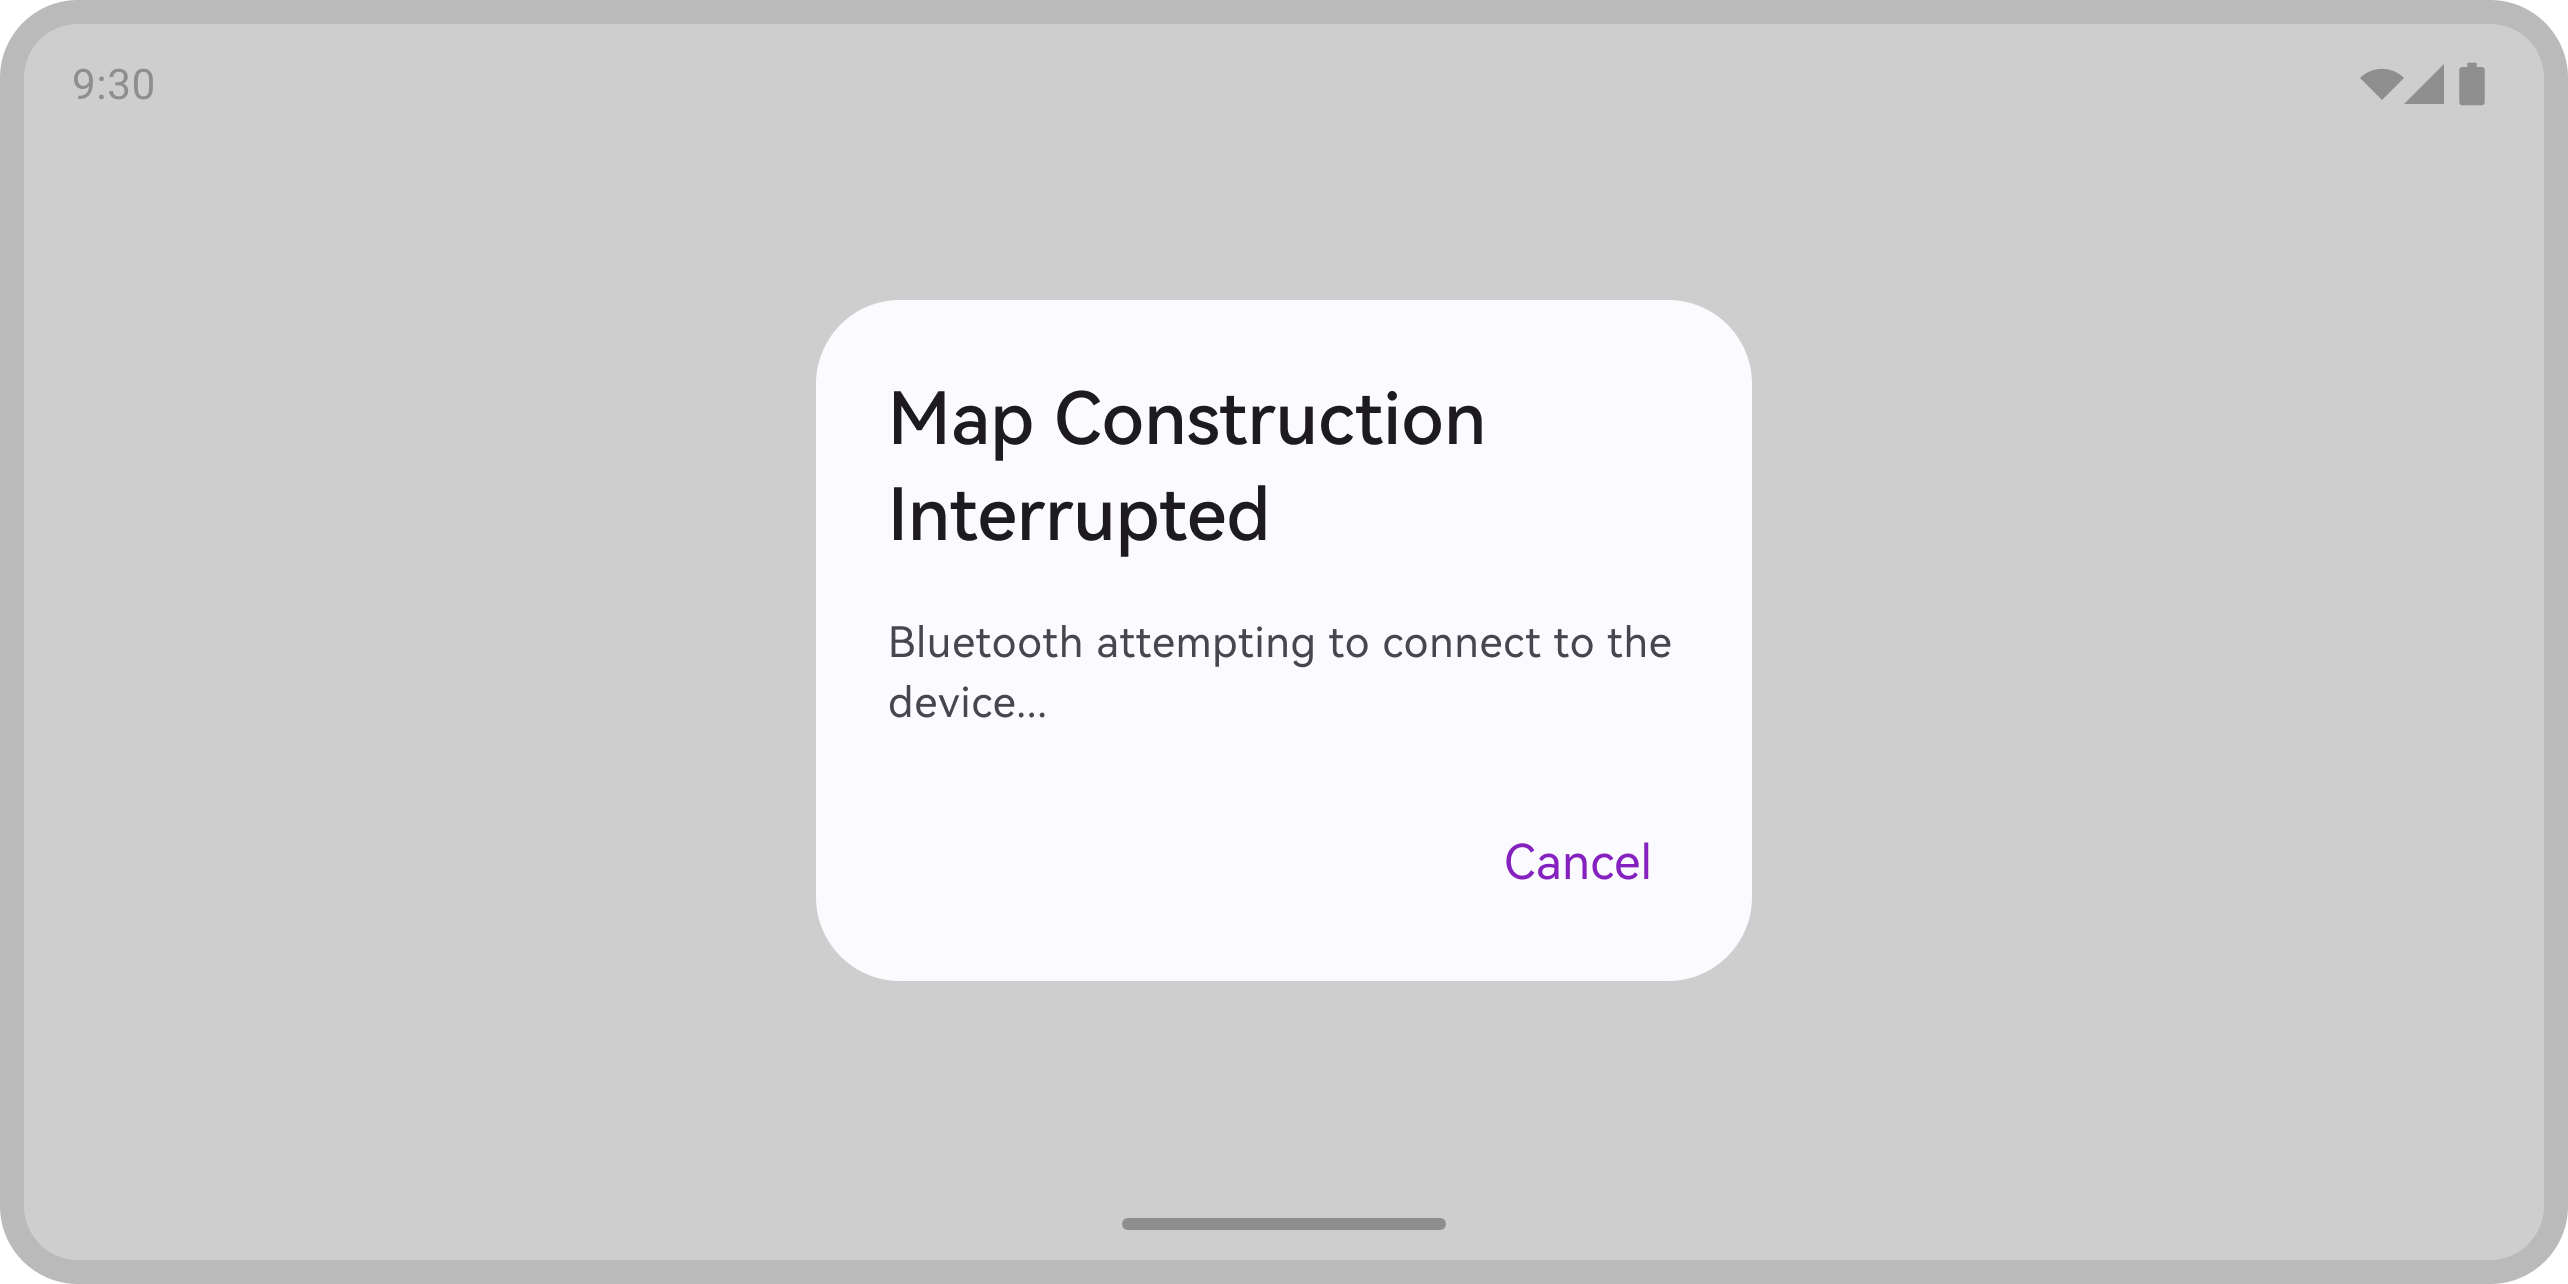 9:30
Map Construction
Interrupted
Bluetooth attempting to connect to the
device...
Cancel